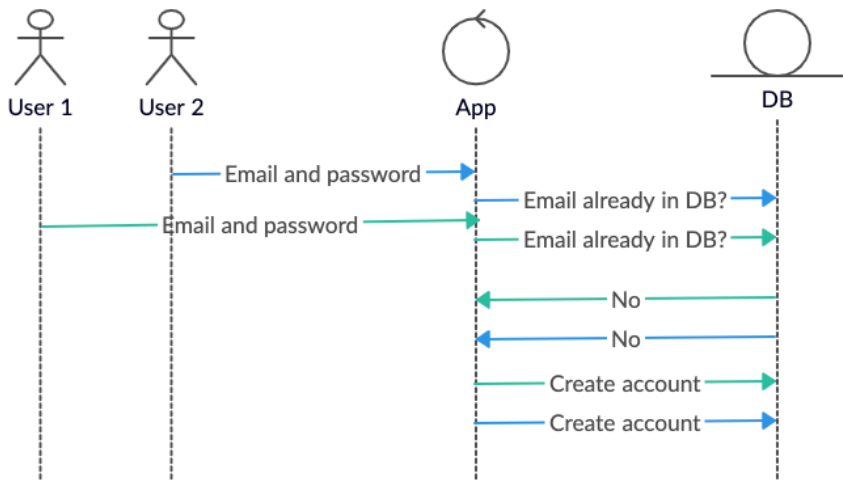 User 1
User 2
App
DB
Email and password
Email already in DB?
Email and password
Email already in DB?
No
No
Create account
Create account